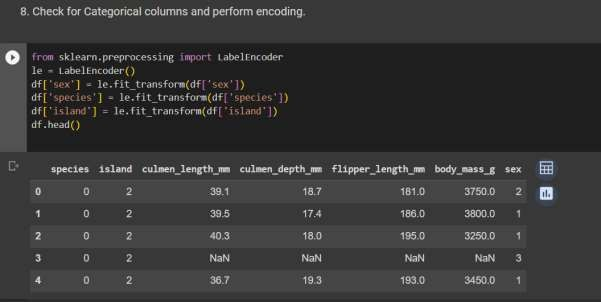 8. Check for Categorical columns and perform encoding.
from sklearn.preprocessing import LabelEncoder
le = LabelEncoder()
df['sex'] = le.fit_transform(df['sex'])
df['species'] = le.fit_transform(df['species'])
df['island'] = le.fit_transform(df['island'])
df.head()
species island culmen_length_mm culmen_depth_mm flipper_length_mm body_mass_g sex
0 0 2 39.1 18.7 181.0 3750.0 2
1 0 2 39.5 17.4 186.0 3800.0 1
2 0 2 40.3 18.0 195.0 3250.0 1
3 0 2 NaN NaN NaN NaN 3
4 0 2 36.7 19.3 193.0 3450.0 1